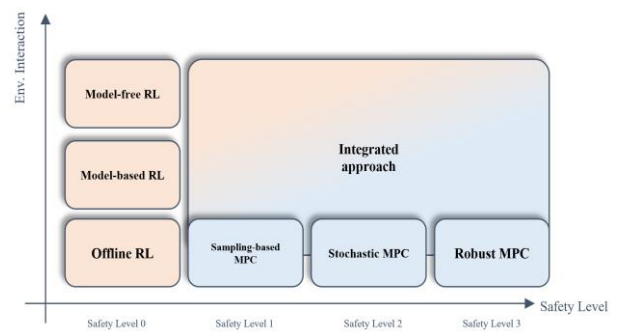 Env. Interaction
Model-free RL
Model-based RL
Integrated
approach
Offline RL
Sampling-based
MPC
Stochastic MPC
Robust MPC
Safety Level
Safety Level 0
Safety Level 1
Safety Level 2
Safety Level 3